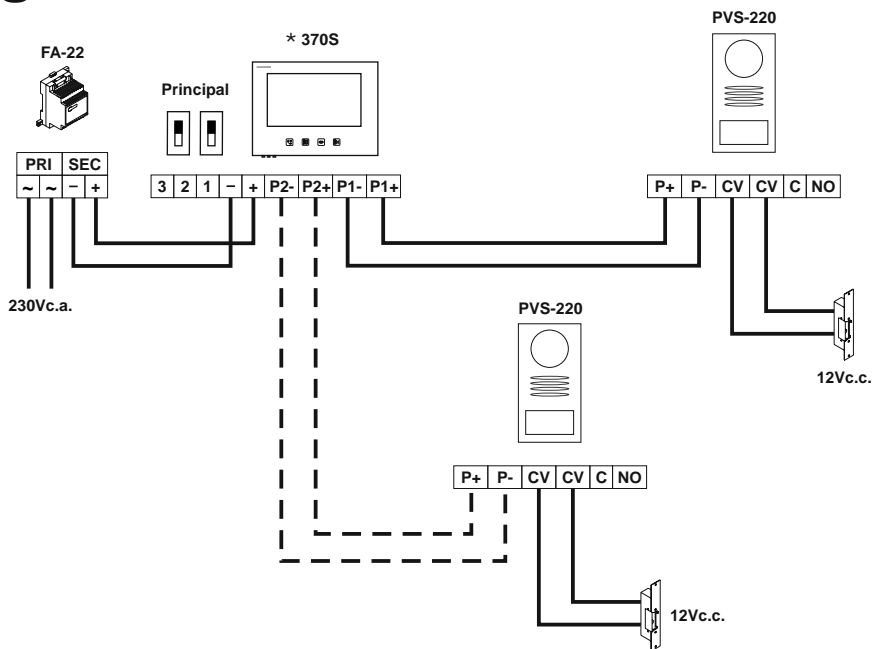 PVS-220
* 370S
FA-22
Principal
PRI SEC
~ ~ – +
3 2 1 – + P2- P2+ P1- P1+
P+ P- CV CV C NO
230Vc.a.
PVS-220
12Vc.c.
P+ P- CV CV C NO
12Vc.c.